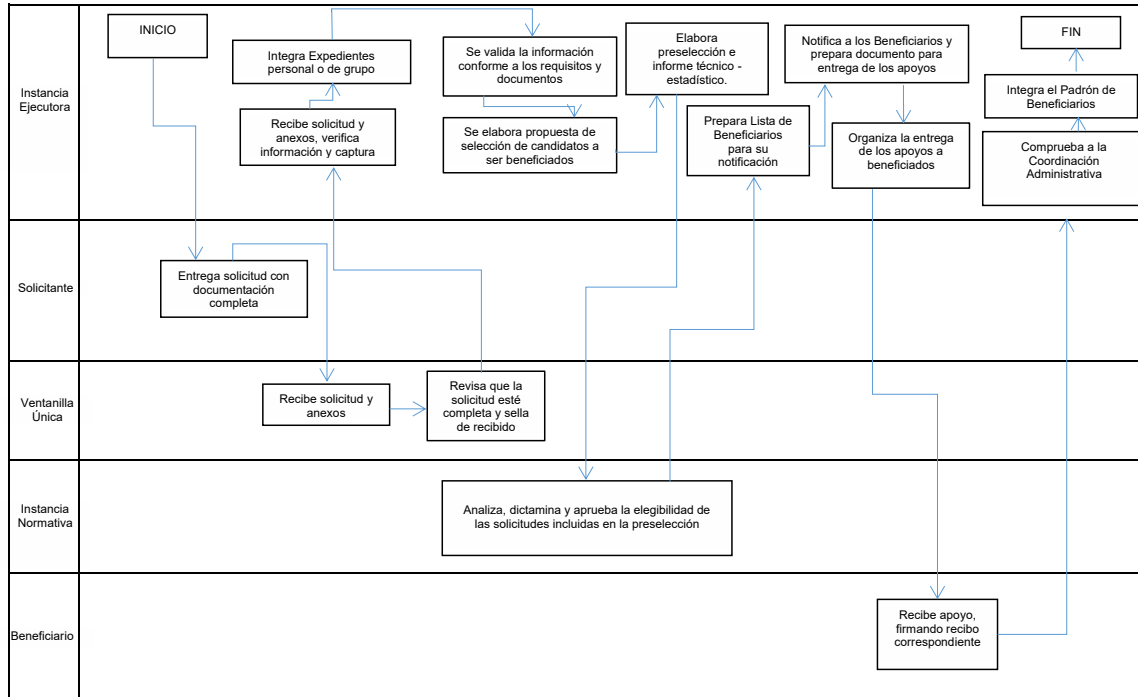 Instancia
Ejecutora
INICIO
Integra Expedientes
personal o de grupo
Recibe solicitud y
anexos, verifica
información y captura
Se valida la información
conforme a los requisitos y
documentos
Se elabora propuesta de
selección de candidatos a
ser beneficiados
Elabora
preselección e
informe técnico -
estadístico.
Prepara Lista de
Beneficiarios
para su
notificación
Notifica a los Beneficiarios y
prepara documento para
entrega de los apoyos
Organiza la entrega
de los apoyos a
beneficiados
FIN
Integra el Padrón de
Beneficiarios
Comprueba a la
Coordinación
Administrativa
Solicitante
Entrega solicitud con
documentación
completa
Ventanilla
Única
Recibe solicitud y
anexos
Revisa que la
solicitud esté
completa y sella
de recibido
Instancia
Normativa
Analiza, dictamina y aprueba la elegibilidad de
las solicitudes incluidas en la preselección
Beneficiario
Recibe apoyo,
firmando recibo
correspondiente